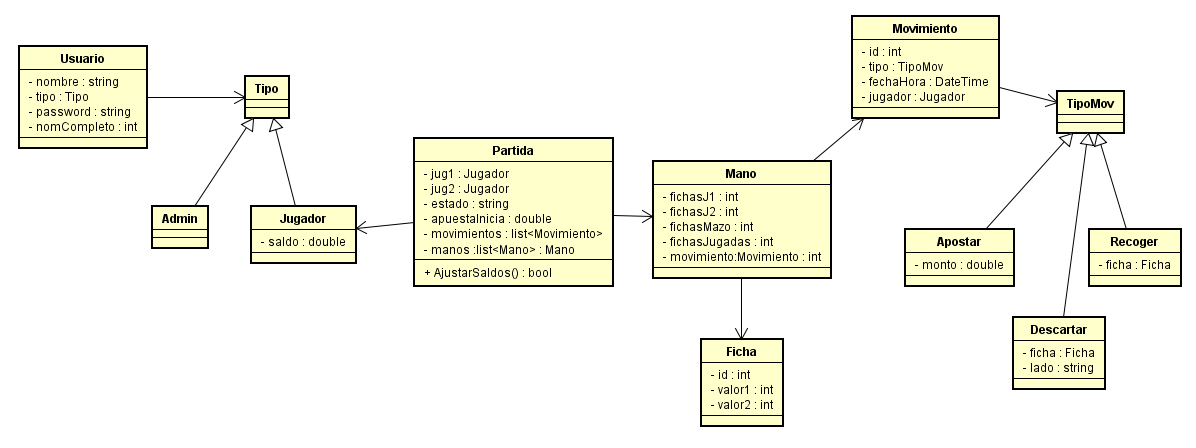 Usuario
- nombre : string
- tipo : Tipo
- password : string
- nomCompleto : int
Tipo
Admin
Jugador
- saldo : double
Partida
- jug1 : Jugador
- jug2 : Jugador
- estado : string
- apuestaInicia : double
- movimientos : list<Movimiento>
- manos :list<Mano> : Mano
+ AjustarSaldos() : bool
Mano
- fichasJ1 : int
- fichasJ2 : int
- fichasMazo : int
- fichasJugadas : int
- movimiento:Movimiento : int
Ficha
- id : int
- valor1 : int
- valor2 : int
Movimiento
- id : int
- tipo : TipoMov
- fechaHora : DateTime
- jugador : Jugador
TipoMov
Apostar
- monto : double
Descartar
- ficha : Ficha
- lado : string
Recoger
- ficha : Ficha